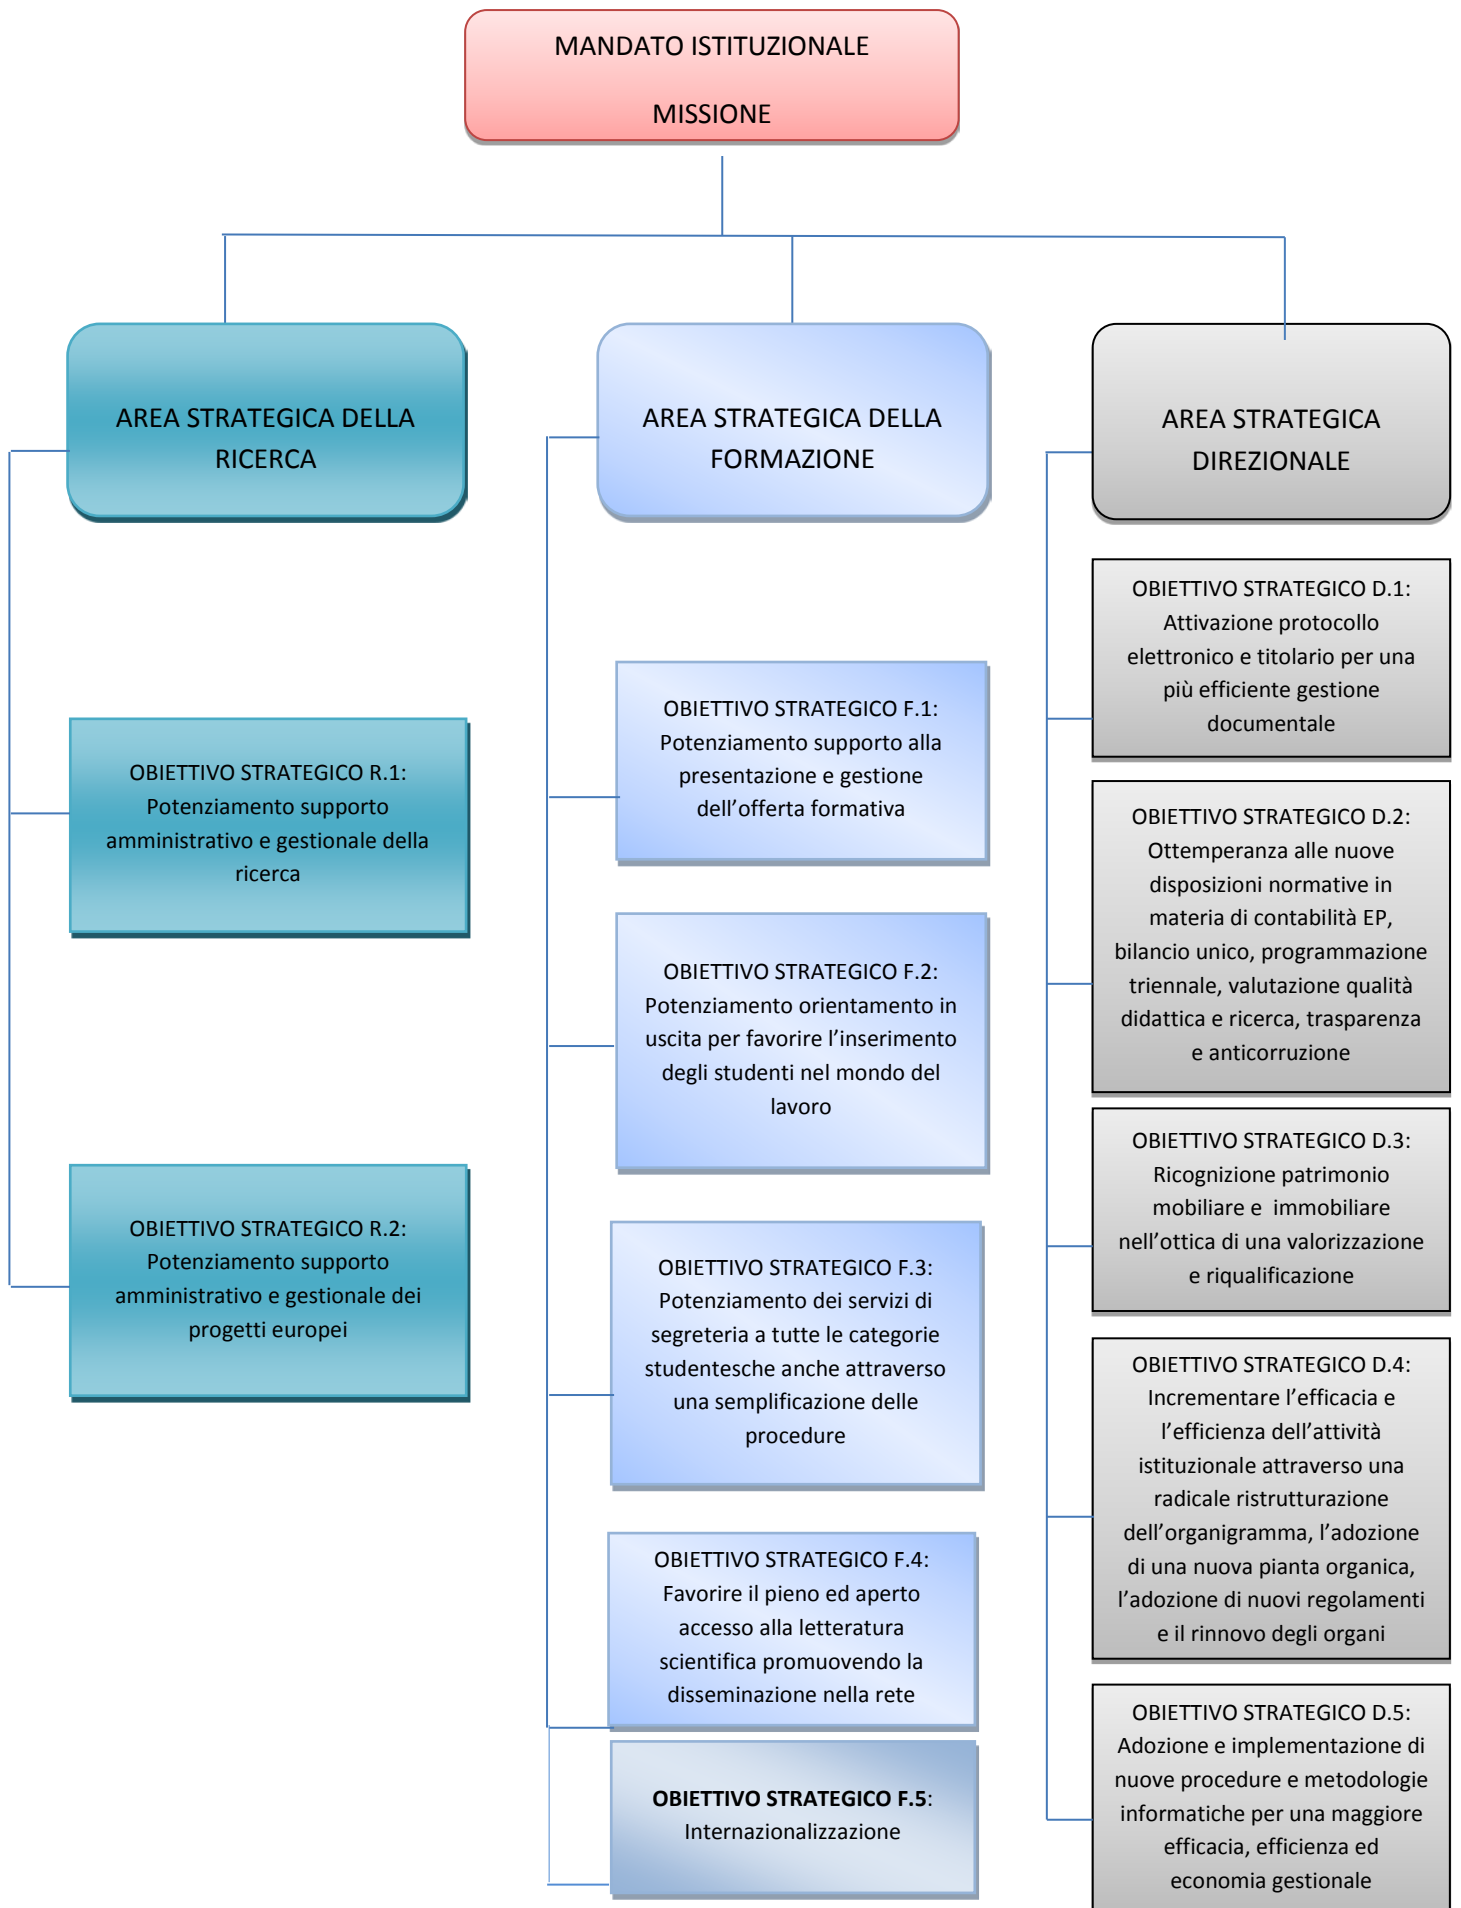 MANDATO ISTITUZIONALE
MISSIONE
AREA STRATEGICA DELLA
RICERCA
OBIETTIVO STRATEGICO R.1:
Potenziamento supporto
amministrativo e gestionale della
ricerca
OBIETTIVO STRATEGICO R.2:
Potenziamento supporto
amministrativo e gestionale dei
progetti europei
AREA STRATEGICA DELLA
FORMAZIONE
OBIETTIVO STRATEGICO F.1:
Potenziamento supporto alla
presentazione e gestione
dell’offerta formativa
OBIETTIVO STRATEGICO F.2:
Potenziamento orientamento in
uscita per favorire l’inserimento
degli studenti nel mondo del
lavoro
OBIETTIVO STRATEGICO F.3:
Potenziamento dei servizi di
segreteria a tutte le categorie
studentesche anche attraverso
una semplificazione delle
procedure
OBIETTIVO STRATEGICO F.4:
Favorire il pieno ed aperto
accesso alla letteratura
scientifica promuovendo la
disseminazione nella rete
OBIETTIVO STRATEGICO F.5:
Internazionalizzazione
AREA STRATEGICA
DIREZIONALE
OBIETTIVO STRATEGICO D.1:
Attivazione protocollo
elettronico e titolario per una
più efficiente gestione
documentale
OBIETTIVO STRATEGICO D.2:
Ottemperanza alle nuove
disposizioni normative in
materia di contabilità EP,
bilancio unico, programmazione
triennale, valutazione qualità
didattica e ricerca, trasparenza
e anticorruzione
OBIETTIVO STRATEGICO D.3:
Ricognizione patrimonio
mobiliare e immobiliare
nell’ottica di una valorizzazione
e riqualificazione
OBIETTIVO STRATEGICO D.4:
Incrementare l’efficacia e
l’efficienza dell’attività
istituzionale attraverso una
radicale ristrutturazione
dell’organigramma, l’adozione
di una nuova pianta organica,
l’adozione di nuovi regolamenti
e il rinnovo degli organi
OBIETTIVO STRATEGICO D.5:
Adozione e implementazione di
nuove procedure e metodologie
informatiche per una maggiore
efficacia, efficienza ed
economia gestionale